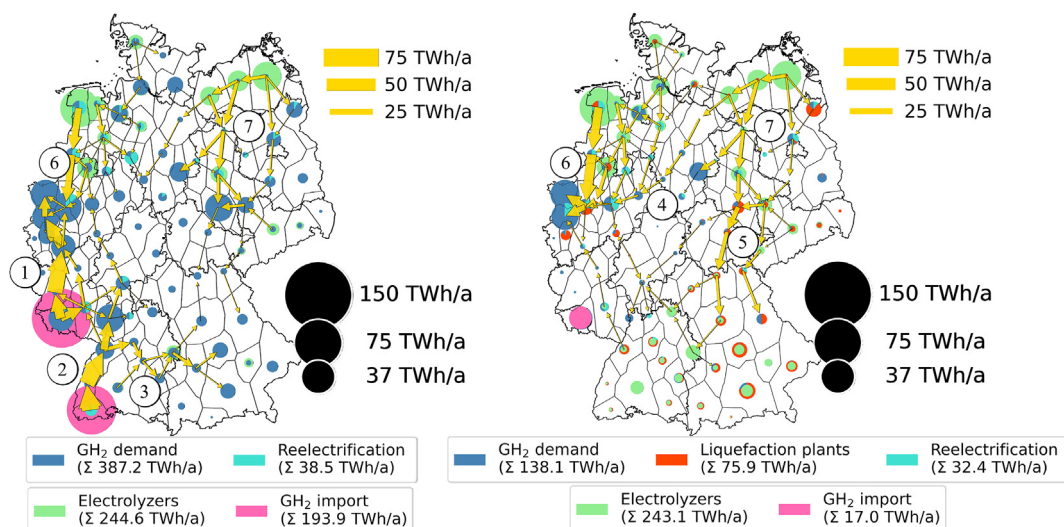 75 TWh/a
50 TWh/a
25 TWh/a
7
6
1
2
3
150 TWh/a
75 TWh/a
37 TWh/a
GH₂ demand
(Σ 387.2 TWh/a)
Reelectrification
(Σ 38.5 TWh/a)
Electrolyzers
(Σ 244.6 TWh/a)
GH₂ import
(Σ 193.9 TWh/a)
75 TWh/a
50 TWh/a
25 TWh/a
7
6
4
5
150 TWh/a
75 TWh/a
37 TWh/a
GH₂ demand
(Σ 138.1 TWh/a)
Liquefaction plants
(Σ 75.9 TWh/a)
Reelectrification
(Σ 32.4 TWh/a)
Electrolyzers
(Σ 243.1 TWh/a)
GH₂ import
(Σ 17.0 TWh/a)